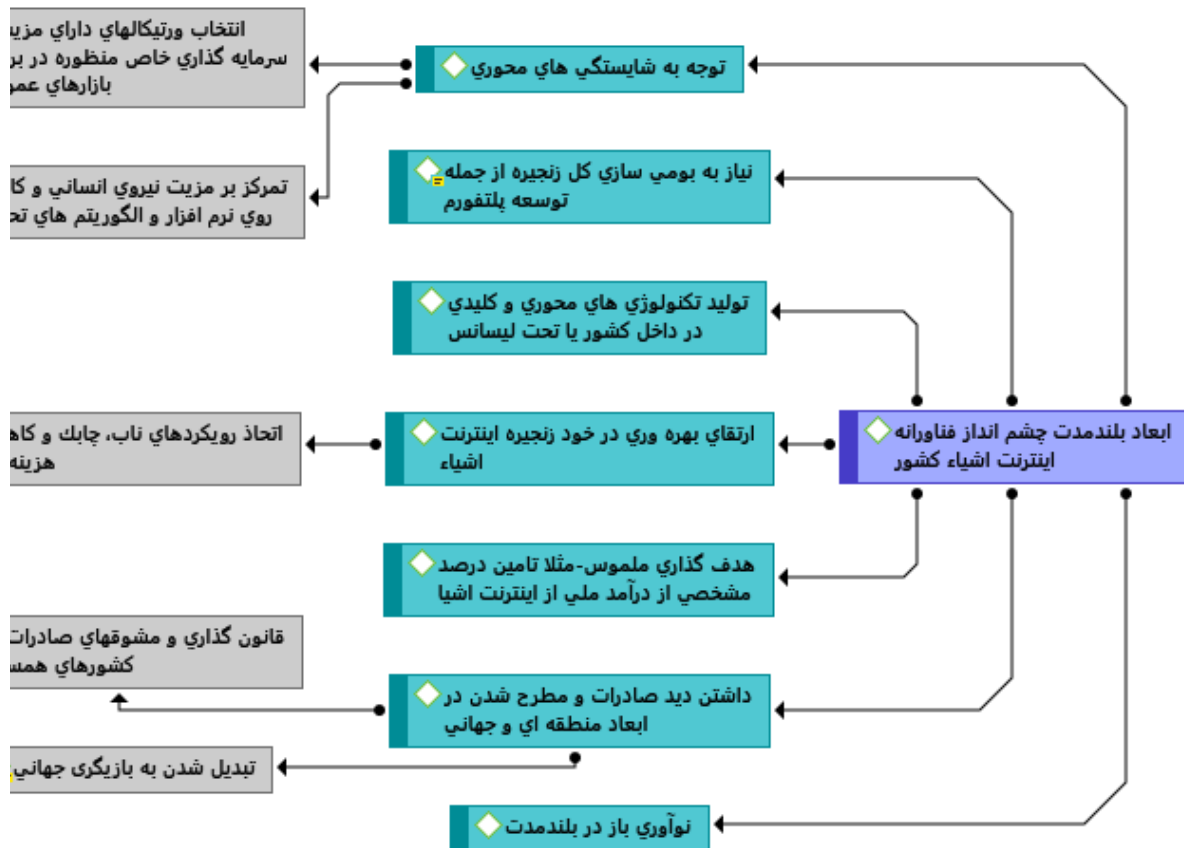 ابعاد بلندمدت چشم انداز فناورانه
اينترنت اشياء كشور
توجه به شايستگي هاي محوري
انتخاب ورتيكالهاي داراي
سرمايه گذاري خاص منظوره در
بازارهاي
تمركز بر مزيت نيروي انساني و
روي نرم افزار و الگوريتم هاي
نياز به بومي سازي كل زنجيره از جمله
توسعه پلتفورم
توليد تكنولوژي هاي محوري و كليدي
در داخل كشور يا تحت ليسانس
ارتقاي بهره وري در خود زنجيره اينترنت
اشياء
اتحاذ رويكردهاي ناب، چابك و
هزينه
هدف گذاري ملموس-مثلا تامين درصد
مشخصي از درآمد ملي از اينترنت اشيا
داشتن ديد صادرات و مطرح شدن در
ابعاد منطقه اي و جهاني
قانون گذاري و مشوقهاي صادرات
كشورهاي
تبديل شدن به بازیگری جهاني
نوآوري باز در بلندمدت